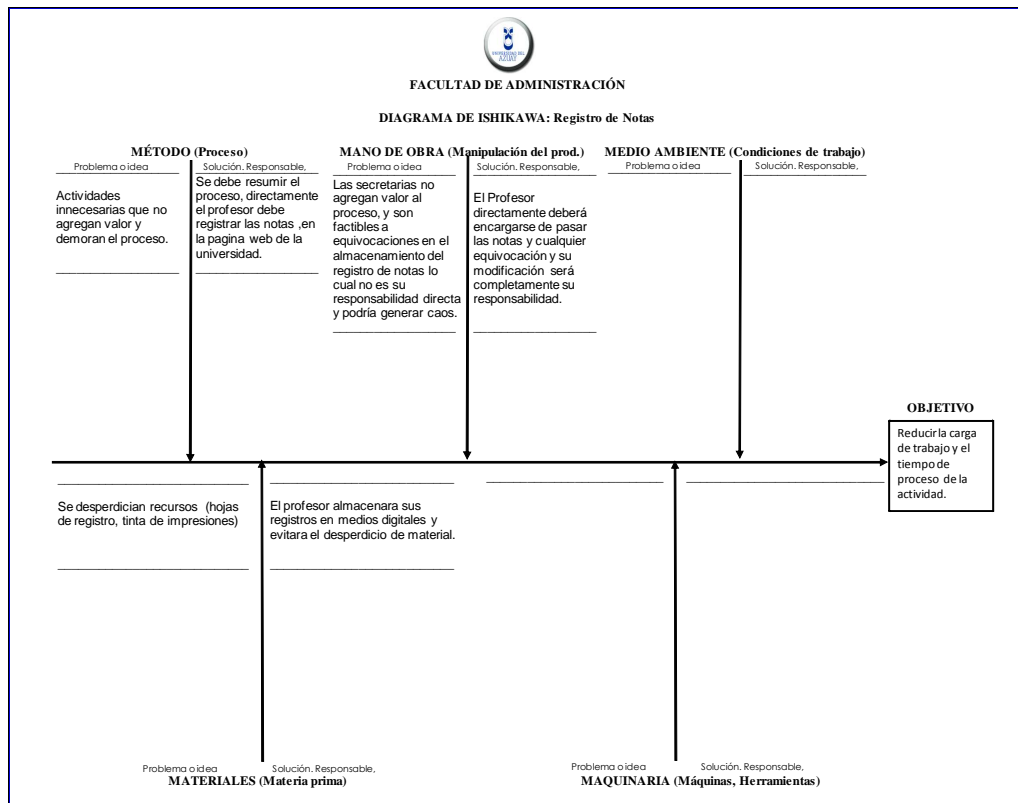 UNIVERSIDAD DEL
AZUAY
FACULTAD DE ADMINISTRACIÓN
DIAGRAMA DE ISHIKAWA: Registro de Notas
MÉTODO (Proceso)
Problema o idea
Solución. Responsable,
Actividades
innecesarias que no
agregan valor y
demoran el proceso.
Se debe resumir el
proceso, directamente
el profesor debe
registrar las notas ,en
la pagina web de la
universidad.
MANO DE OBRA (Manipulación del prod.)
Problema o idea
Solución. Responsable,
Las secretarias no
agregan valor al
proceso, y son
factibles a
equivocaciones en el
almacenamiento del
registro de notas lo
cual no es su
responsabilidad directa
y podría generar caos.
El Profesor
directamente deberá
encargarse de pasar
las notas y cualquier
equivocación y su
modificación será
completamente su
responsabilidad.
MEDIO AMBIENTE (Condiciones de trabajo)
Problema o idea
Solución. Responsable,
OBJETIVO
Reducir la carga
de trabajo y el
tiempo de
proceso de la
actividad.
Se desperdician recursos (hojas
de registro, tinta de impresiones)
El profesor almacenara sus
registros en medios digitales y
evitara el desperdicio de material.
Problema o idea
Solución. Responsable,
MATERIALES (Materia prima)
Problema o idea
Solución. Responsable,
MAQUINARIA (Máquinas, Herramientas)